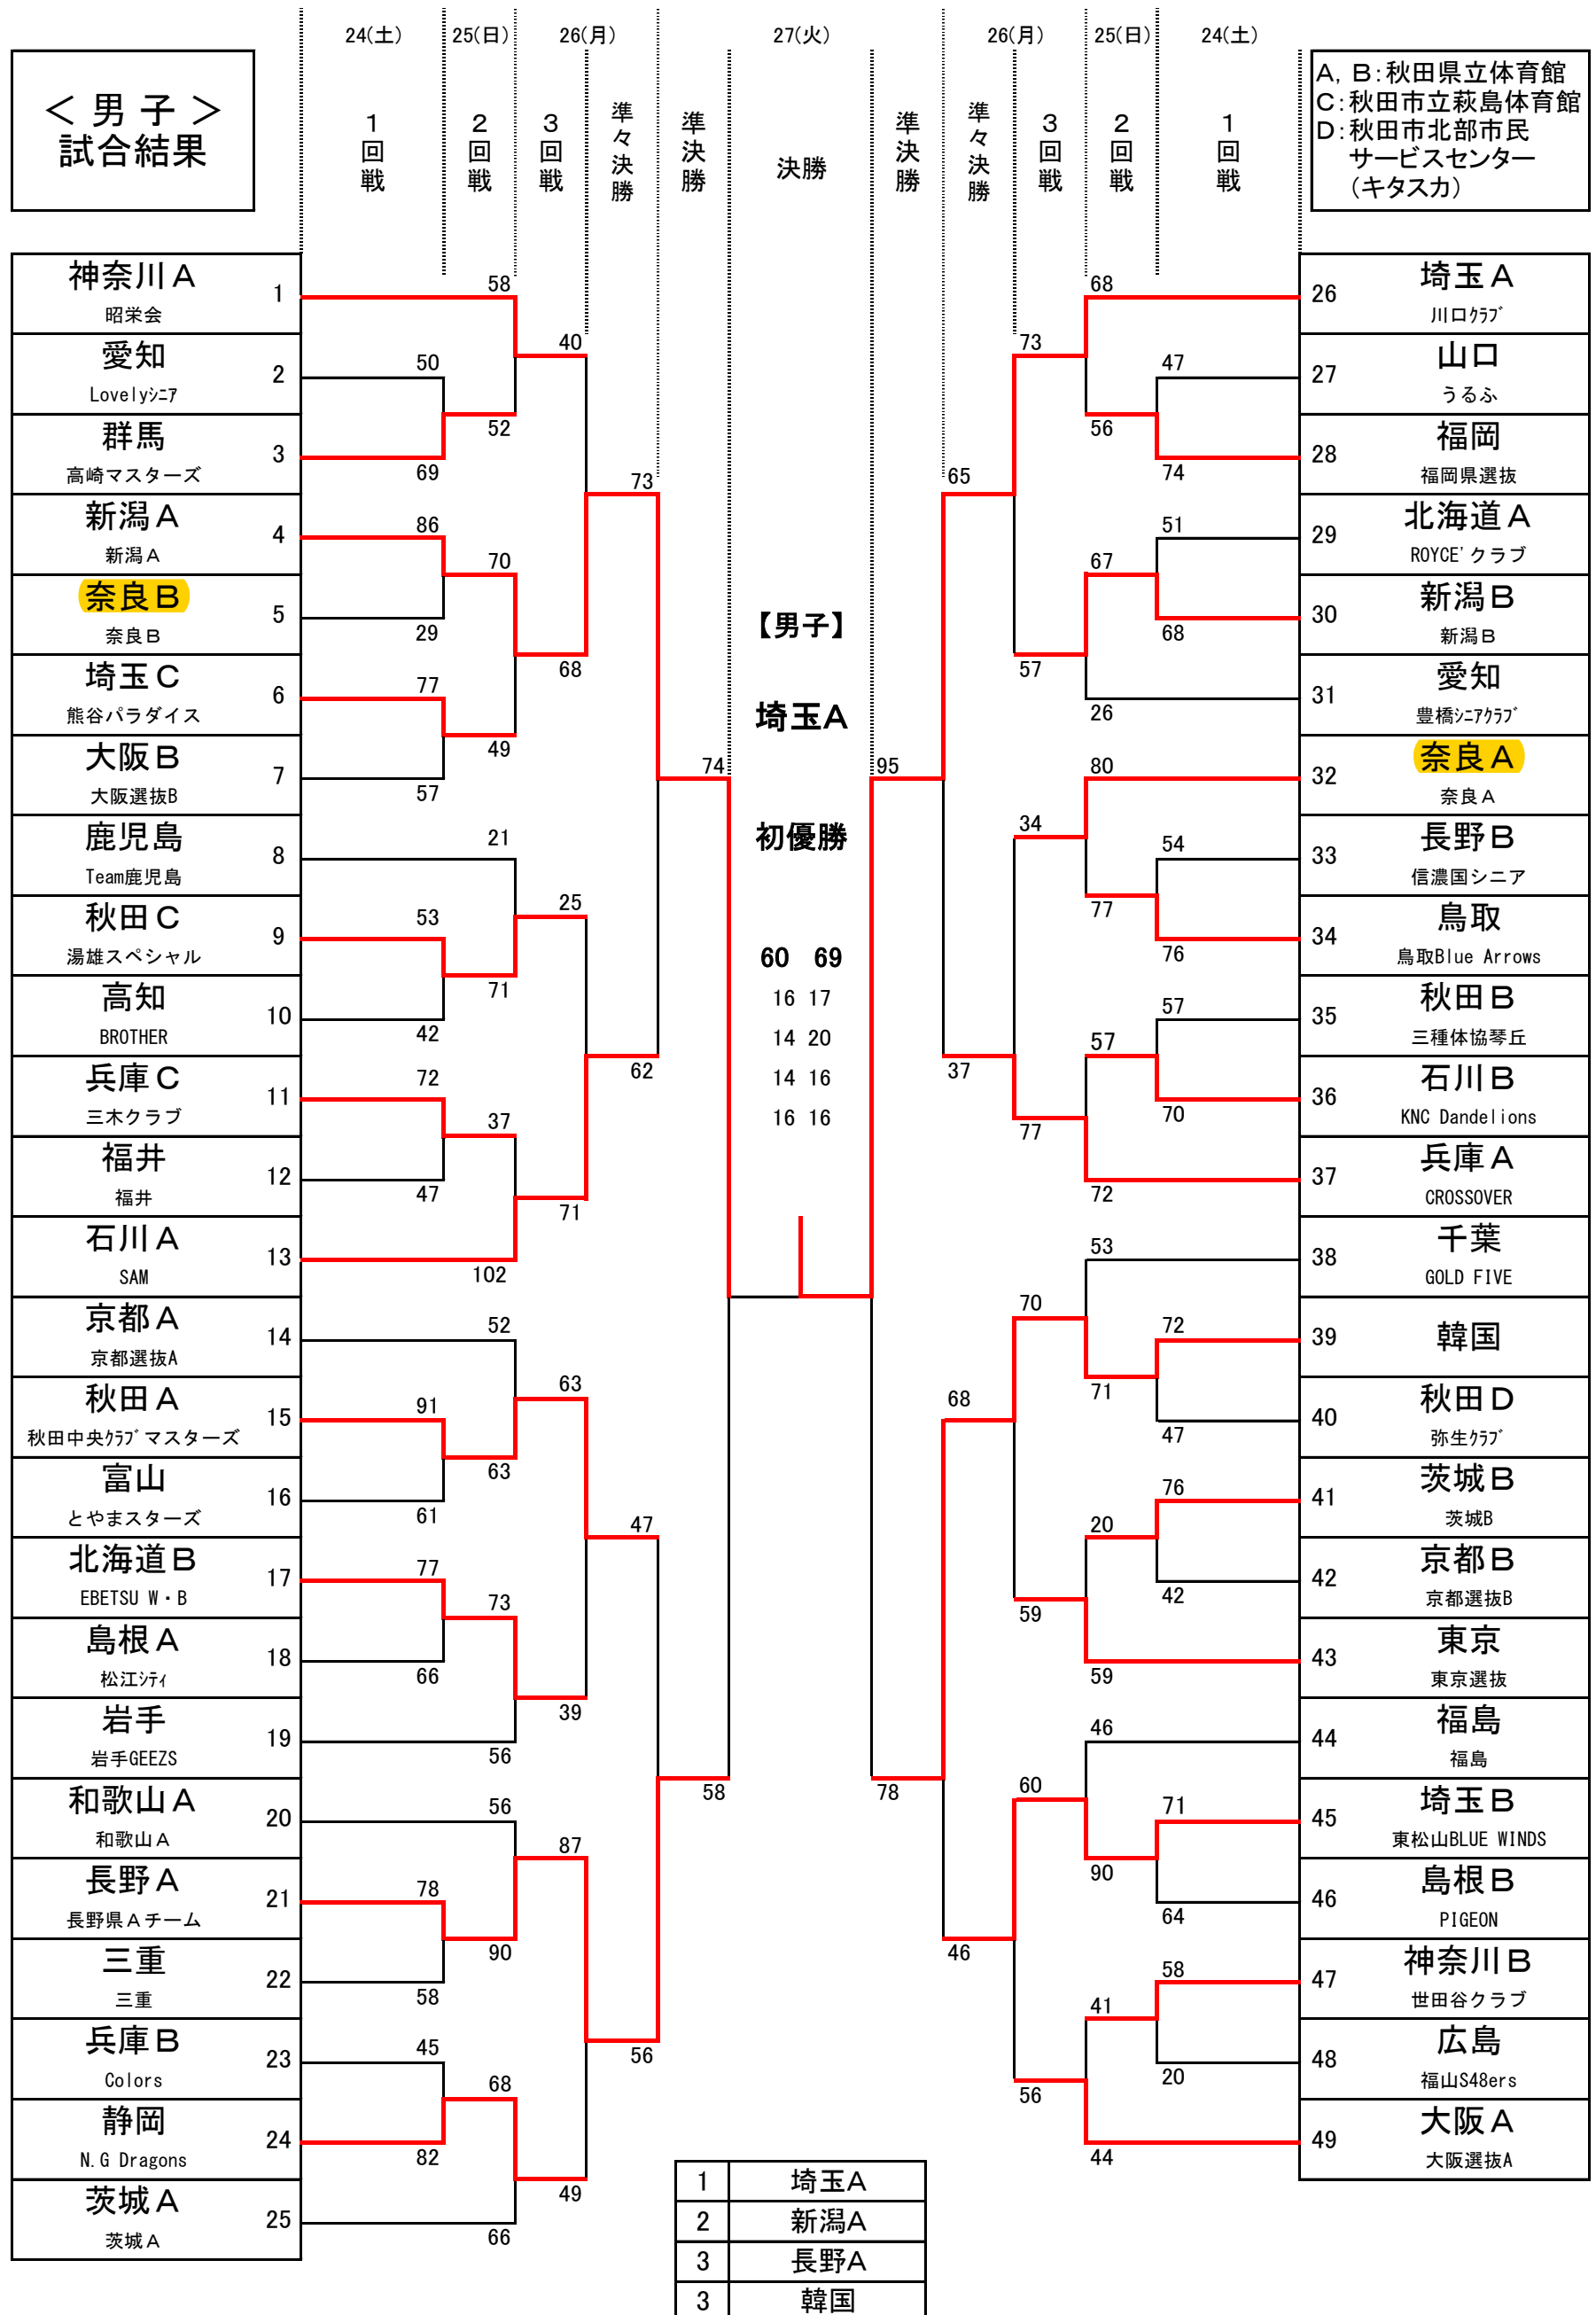 24(土) 25(日) 26(月) 27(火) 26(月) 25(日) 24(土)
＜ 男 子 ＞
試合結果
1回戦 2回戦 3回戦 準々決勝 準決勝 決勝 準決勝 準々決勝 3回戦 2回戦 1回戦
A, B:秋田県立体育館
C:秋田市立萩島体育館
D:秋田市北部市民
サービスセンター
(キタスカ)
神奈川A
1
昭栄会
58
愛知
2
Lovelyｼﾆｱ
50
40
群馬
3
高崎マスターズ
69
52
新潟A
4
新潟A
86
70
73
奈良B
5
奈良B
29
68
埼玉C
6
熊谷パラダイス
77
49
大阪B
7
大阪選抜B
57
74
鹿児島
8
Team鹿児島
21
秋田C
9
湯雄スペシャル
53
25
高知
10
BROTHER
42
71
兵庫C
11
三木クラブ
72
37
62
福井
12
福井
47
71
石川A
13
SAM
102
京都A
14
京都選抜A
52
秋田A
15
秋田中央ｸﾗﾌﾞマスターズ
91
63
富山
16
とやまスターズ
61
63
北海道B
17
EBETSU W・B
77
73
47
島根A
18
松江ｼﾃｨ
66
39
岩手
19
岩手GEEZS
56
和歌山A
20
和歌山A
56
58
長野A
21
長野県Aチーム
78
87
三重
22
三重
58
90
兵庫B
23
Colors
45
68
56
静岡
24
N.G Dragons
82
49
茨城A
25
茨城A
66
【男子】
埼玉A
初優勝
60 69
16 17
14 20
14 16
16 16
埼玉A
26
川口ｸﾗﾌﾞ
68
山口
27
うるふ
47
73
福岡
28
福岡県選抜
74
56
北海道A
29
ROYCE'クラブ
51
67
65
新潟B
30
新潟B
68
57
愛知
31
豊橋ｼﾆｱｸﾗﾌﾞ
26
奈良A
32
奈良A
80
95
長野B
33
信濃国シニア
54
34
鳥取
34
鳥取Blue Arrows
76
77
秋田B
35
三種体協琴丘
57
57
37
石川B
36
KNC Dandelions
70
77
兵庫A
37
CROSSOVER
72
千葉
38
GOLD FIVE
53
韓国
39
72
70
秋田D
40
弥生ｸﾗﾌﾞ
47
71
68
茨城B
41
茨城B
76
20
京都B
42
京都選抜B
42
59
東京
43
東京選抜
59
福島
44
福島
46
78
埼玉B
45
東松山BLUE WINDS
71
60
島根B
46
PIGEON
64
90
神奈川B
47
世田谷クラブ
58
41
46
広島
48
福山S48ers
20
56
大阪A
49
大阪選抜A
44
1 埼玉A
2 新潟A
3 長野A
3 韓国